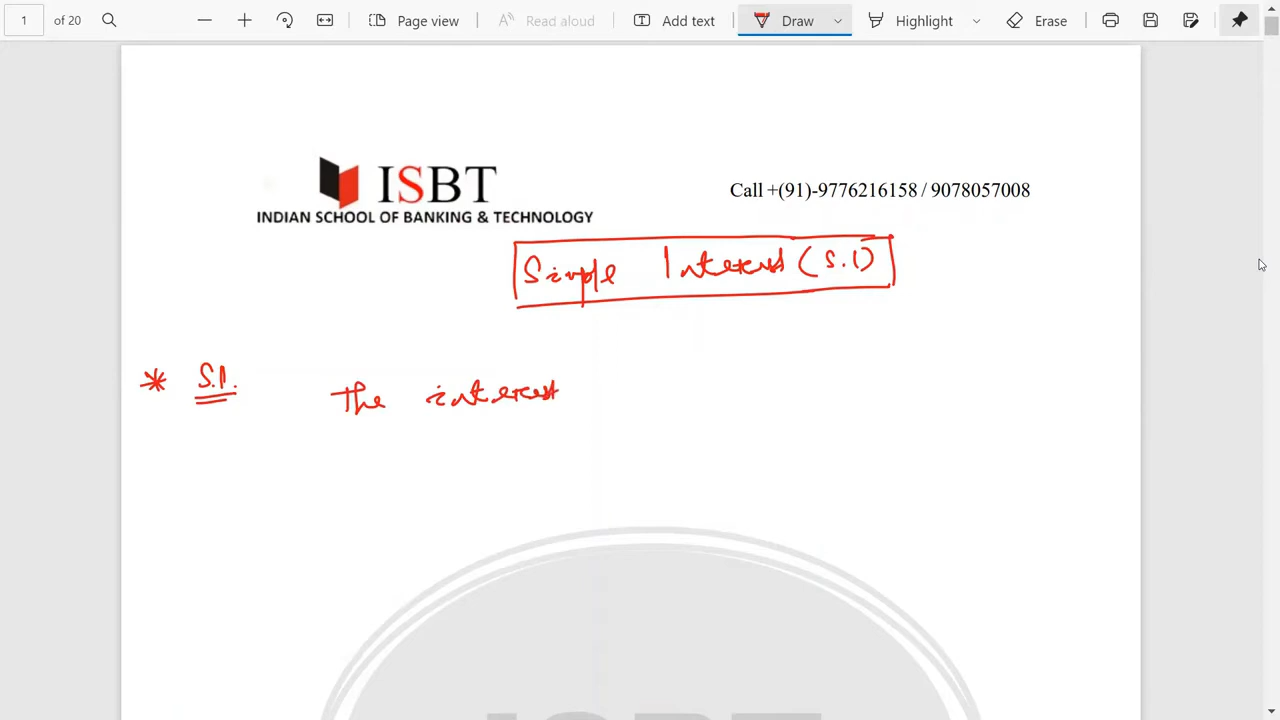 1 of 20 Page view Read aloud Add text Draw Highlight Erase
ISBT
INDIAN SCHOOL OF BANKING & TECHNOLOGY
Call +(91)-9776216158 / 9078057008
Simple Interest (S.I)
* S.I. The interest
ISBT